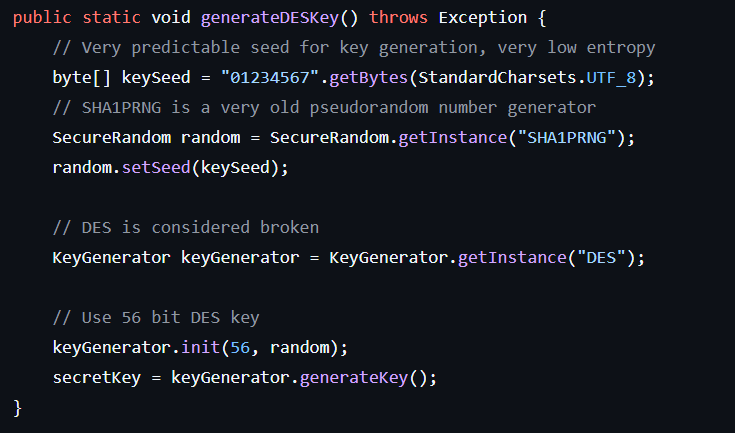 public static void generateDESKey() throws Exception {
    // Very predictable seed for key generation, very low entropy
    byte[] keySeed = "01234567".getBytes(StandardCharsets.UTF_8);
    // SHA1PRNG is a very old pseudorandom number generator
    SecureRandom random = SecureRandom.getInstance("SHA1PRNG");
    random.setSeed(keySeed);

    // DES is considered broken
    KeyGenerator keyGenerator = KeyGenerator.getInstance("DES");

    // Use 56 bit DES key
    keyGenerator.init(56, random);
    secretKey = keyGenerator.generateKey();
}